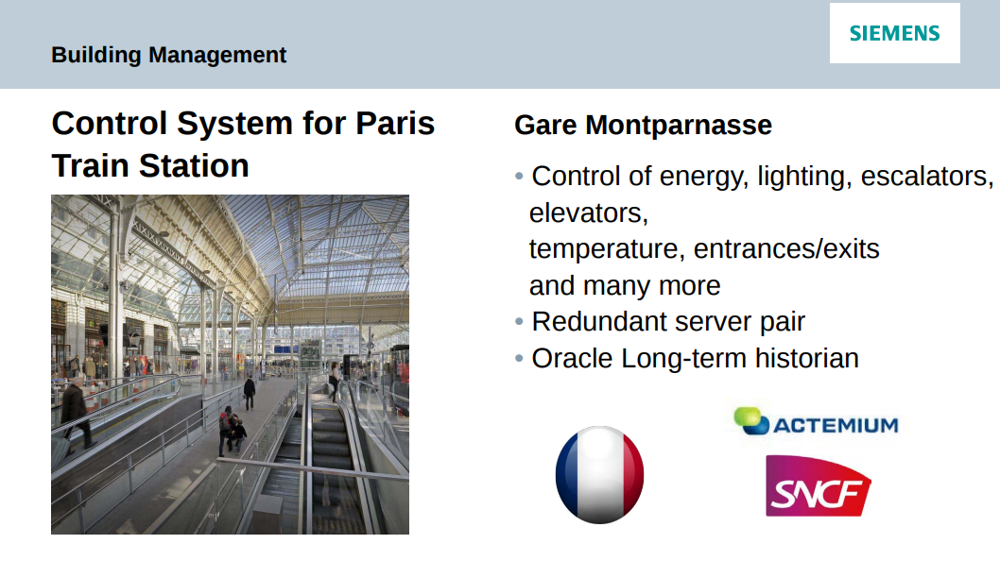 SIEMENS
Building Management
Control System for Paris
Train Station
Gare Montparnasse
• Control of energy, lighting, escalators,
elevators,
temperature, entrances/exits
and many more
• Redundant server pair
• Oracle Long-term historian
ACTEMIUM
SNCF